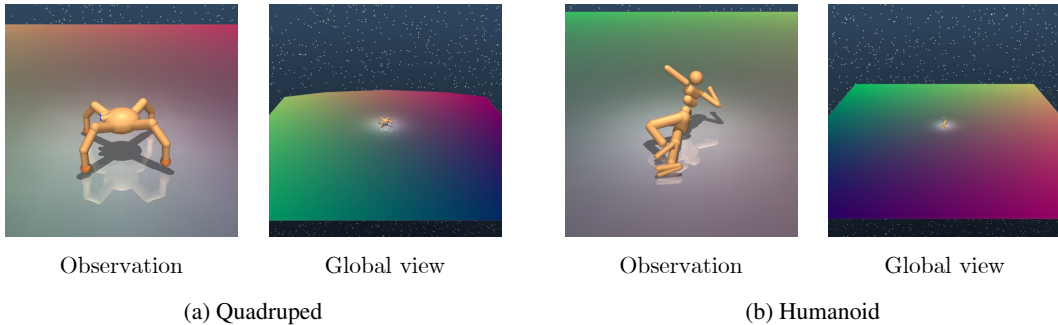 Observation
Global view
Observation
Global view
(a) Quadruped
(b) Humanoid